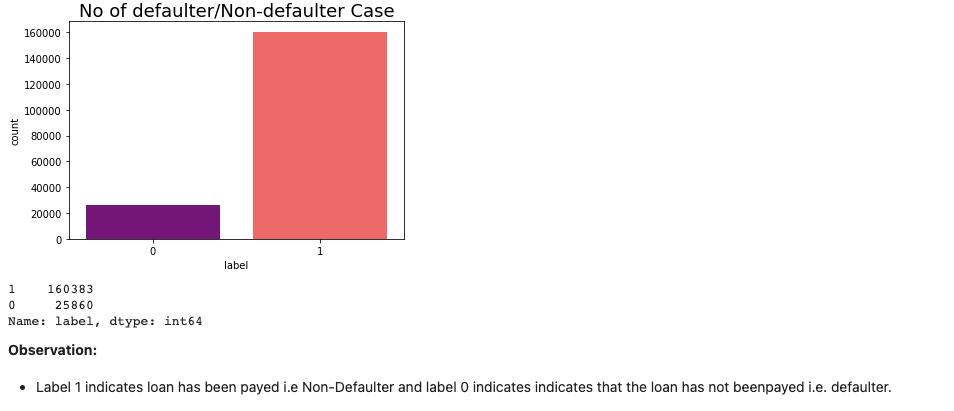 No of defaulter/Non-defaulter Case
160000
140000
120000
100000
80000
60000
40000
20000
0
count
0 1
label
1 160383
0 25860
Name: label, dtype: int64
Observation:
• Label 1 indicates loan has been payed i.e Non-Defaulter and label 0 indicates indicates that the loan has not beenpayed i.e. defaulter.